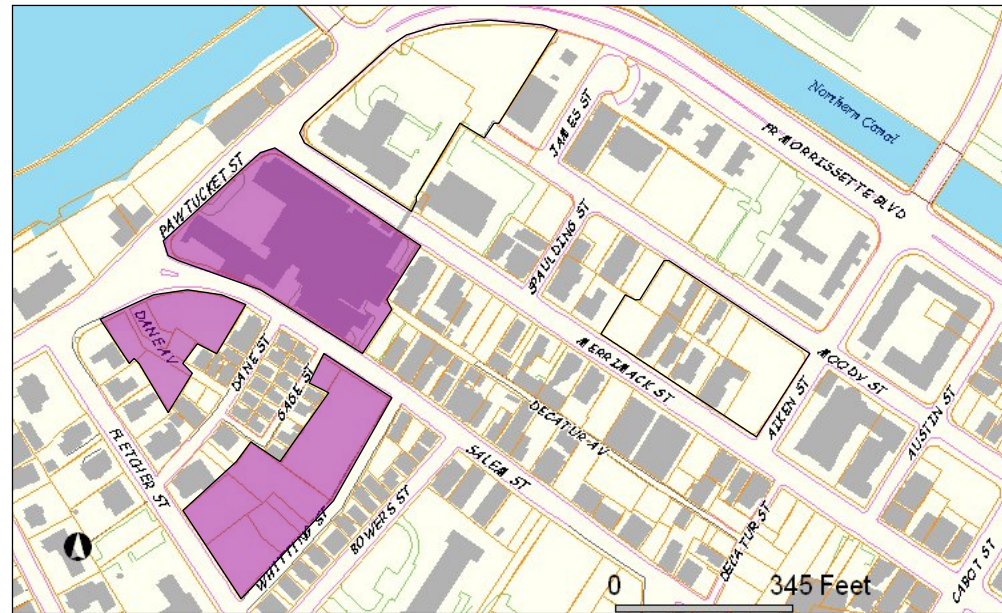 Northern Canal
FR MORRISSETTE BLVD
JAMES ST
PAWTUCKET ST
SPAULDING ST
DANE AV
DANE ST
GAGE ST
MERRIMACK ST
MOODY ST
AIKEN ST
AUSTIN ST
DECATUR AV
FLETCHER ST
SALEM ST
WHITING ST
BOWERS ST
DECATUR ST
CABOT ST
0 345 Feet